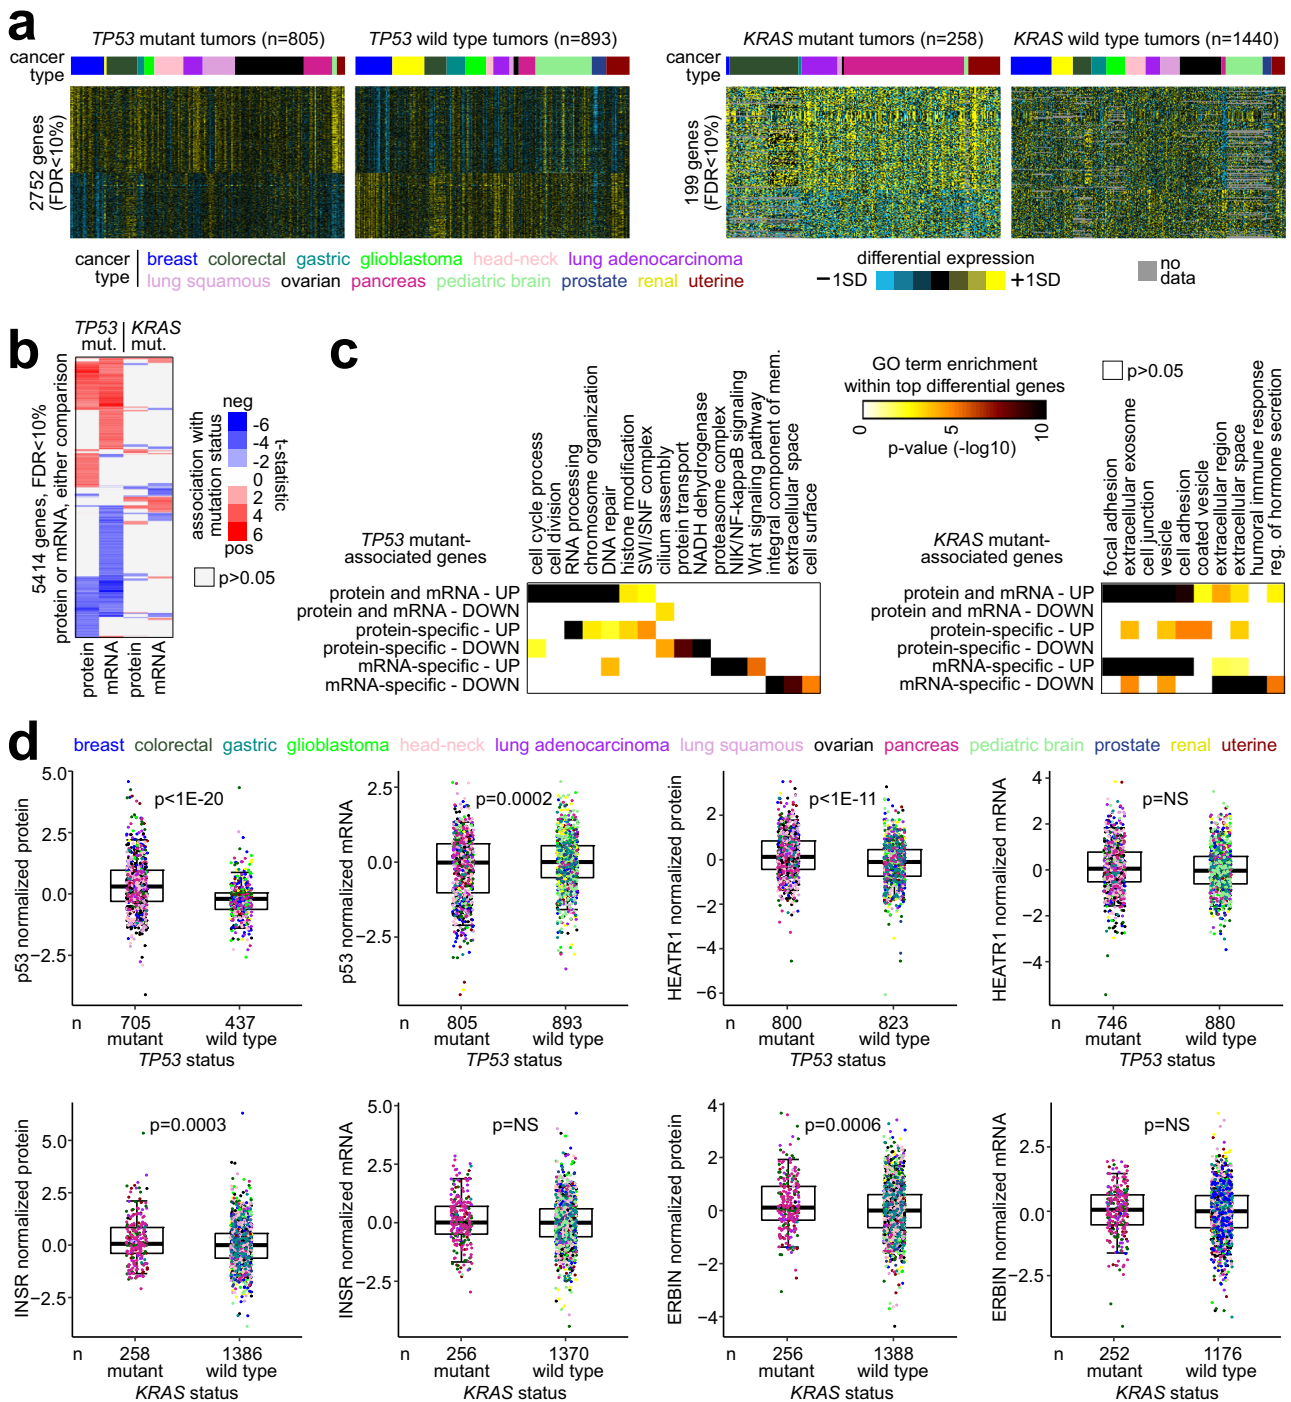 a
TP53 mutant tumors (n=805)
TP53 wild type tumors (n=893)
KRAS mutant tumors (n=258)
KRAS wild type tumors (n=1440)
cancer
type
cancer
type
2752 genes
(FDR<10%)
199 genes
(FDR<10%)
cancer
type
breast colorectal gastric glioblastoma head-neck lung adenocarcinoma
lung squamous ovarian pancreas pediatric brain prostate renal uterine
differential expression
−1SD
+1SD
no
data
b
TP53
mut.
KRAS
mut.
5414 genes, FDR<10%
protein or mRNA, either comparison
protein
mRNA
protein
mRNA
association with
mutation status
neg
-6
-4
-2
0
2
4
6
pos
t-statistic
p>0.05
c
GO term enrichment
within top differential genes
0
10
p-value (-log10)
p>0.05
TP53 mutant-
associated genes
cell cycle process
cell division
RNA processing
chromosome organization
DNA repair
histone modification
SWI/SNF complex
cilium assembly
protein transport
NADH dehydrogenase
proteasome complex
NIK/NF-kappaB signaling
Wnt signaling pathway
integral component of mem.
extracellular space
cell surface
protein and mRNA - UP
protein and mRNA - DOWN
protein-specific - UP
protein-specific - DOWN
mRNA-specific - UP
mRNA-specific - DOWN
KRAS mutant-
associated genes
focal adhesion
extracellular exosome
cell junction
vesicle
cell adhesion
coated vesicle
extracellular region
extracellular space
humoral immune response
reg. of hormone secretion
protein and mRNA - UP
protein and mRNA - DOWN
protein-specific - UP
protein-specific - DOWN
mRNA-specific - UP
mRNA-specific - DOWN
d
breast colorectal gastric glioblastoma head-neck lung adenocarcinoma lung squamous ovarian pancreas pediatric brain prostate renal uterine
p53 normalized protein
5.0
2.5
0.0
−2.5
p<1E-20
n
705
437
mutant
wild type
TP53 status
p53 normalized mRNA
2.5
0.0
−2.5
p=0.0002
805
893
mutant
wild type
TP53 status
HEATR1 normalized protein
2
0
−2
−4
−6
p<1E-11
n
800
823
mutant
wild type
TP53 status
HEATR1 normalized mRNA
4
2
0
−2
−4
p=NS
n
746
880
mutant
wild type
TP53 status
INSR normalized protein
5.0
2.5
0.0
−2.5
p=0.0003
n
258
1386
mutant
wild type
KRAS status
INSR normalized mRNA
5.0
2.5
0.0
−2.5
p=NS
n
256
1370
mutant
wild type
KRAS status
ERBIN normalized protein
4
2
0
−2
−4
p=0.0006
n
256
1388
mutant
wild type
KRAS status
ERBIN normalized mRNA
2.5
0.0
−2.5
p=NS
n
252
1176
mutant
wild type
KRAS status